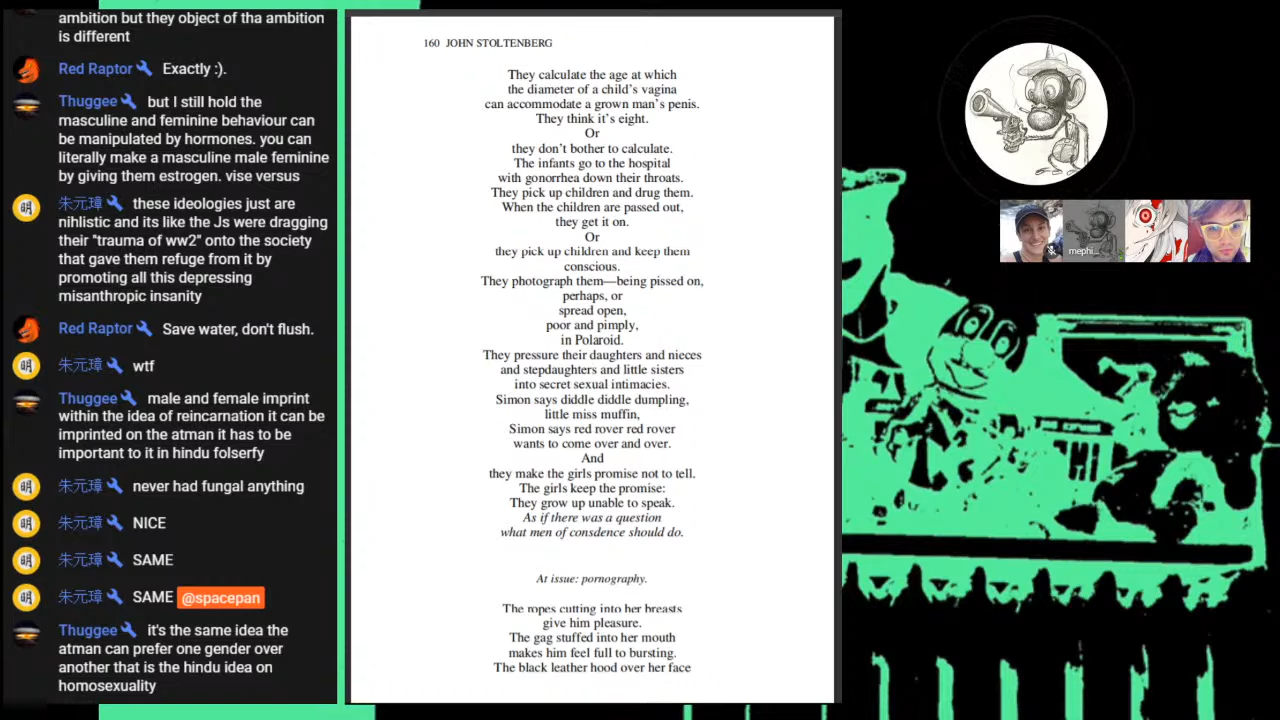 ambition but they object of tha ambition
is different
Red Raptor Exactly :).
Thuggee but I still hold the
masculine and feminine behaviour can
be manipulated by hormones. you can
literally make a masculine male feminine
by giving them estrogen. vise versus
朱元璋 these ideologies just are
nihlistic and its like the Js were dragging
their "trauma of ww2" onto the society
that gave them refuge from it by
promoting all this depressing
misanthropic insanity
Red Raptor Save water, don't flush.
朱元璋 wtf
Thuggee male and female imprint
within the idea of reincarnation it can be
imprinted on the atman it has to be
important to it in hindu folserfy
朱元璋 never had fungal anything
朱元璋 NICE
朱元璋 SAME
朱元璋 SAME @spacepan
Thuggee it's the same idea the
atman can prefer one gender over
another that is the hindu idea on
homosexuality
160 JOHN STOLTENBERG
They calculate the age at which
the diameter of a child's vagina
can accommodate a grown man's penis.
They think it's eight.
Or
they don't bother to calculate.
The infants go to the hospital
with gonorrhea down their throats.
They pick up children and drug them.
When the children are passed out,
they get it on.
Or
they pick up children and keep them
conscious.
They photograph them—being pissed on,
perhaps, or
spread open,
poor and pimply,
in Polaroid.
They pressure their daughters and nieces
and stepdaughters and little sisters
into secret sexual intimacies.
Simon says diddle diddle dumpling,
little miss muffin,
Simon says red rover red rover
wants to come over and over.
And
they make the girls promise not to tell.
The girls keep the promise:
They grow up unable to speak.
As if there was a question
what men of consdence should do.
At issue: pornography.
The ropes cutting into her breasts
give him pleasure.
The gag stuffed into her mouth
makes him feel full to bursting.
The black leather hood over her face
mephi...